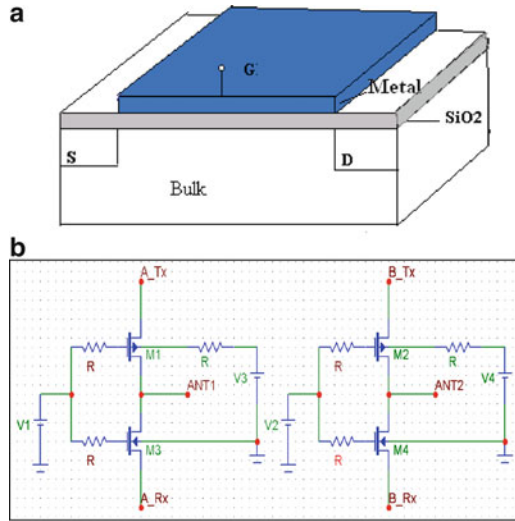 a
G
Metal
SiO2
S
D
Bulk
b
A_Tx
B_Tx
R
M1
R
R
M2
R
V3
V4
ANT1
ANT2
V1
V2
R
M3
R
M4
A_Rx
B_Rx